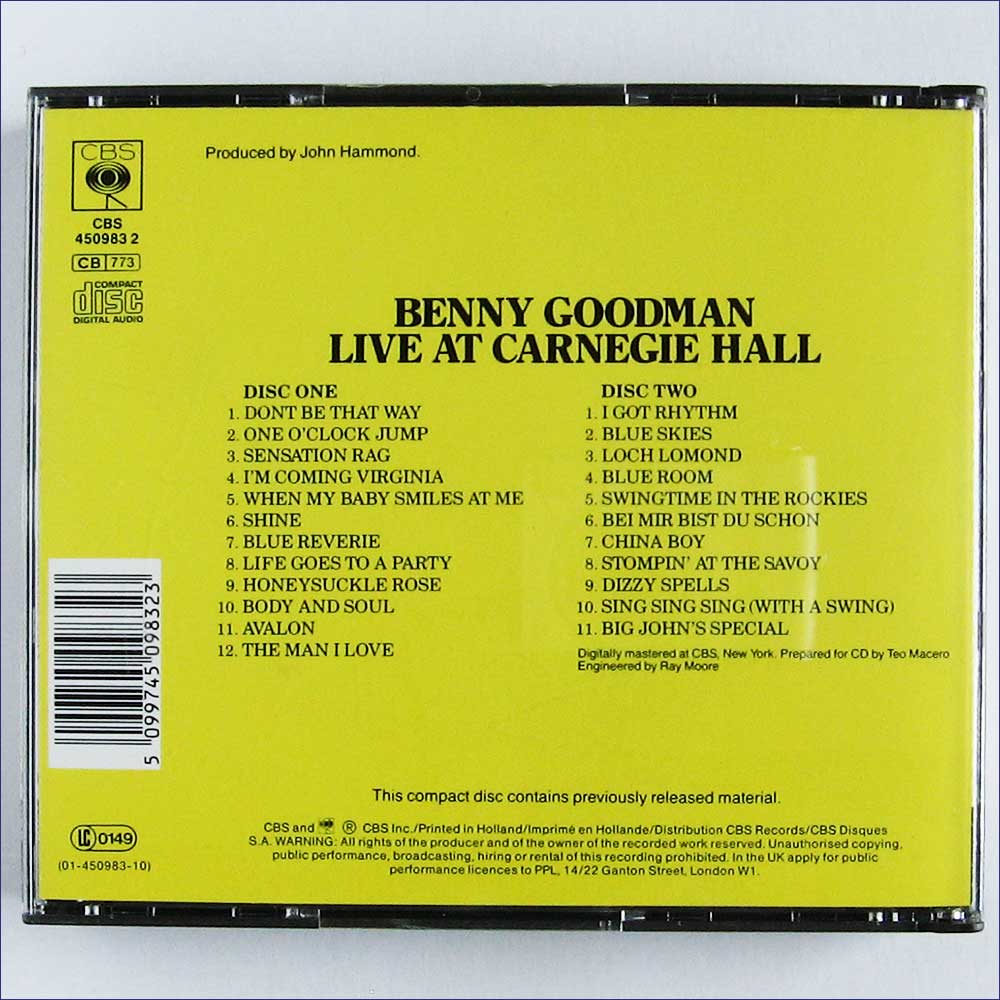 CBS
Produced by John Hammond.
CBS
450983 2
CB 773
COMPACT
disc
DIGITAL AUDIO
BENNY GOODMAN
LIVE AT CARNEGIE HALL
DISC ONE
1. DONT BE THAT WAY
2. ONE O'CLOCK JUMP
3. SENSATION RAG
4. I'M COMING VIRGINIA
5. WHEN MY BABY SMILES AT ME
6. SHINE
7. BLUE REVERIE
8. LIFE GOES TO A PARTY
9. HONEYSUCKLE ROSE
10. BODY AND SOUL
11. AVALON
12. THE MAN I LOVE
DISC TWO
1. I GOT RHYTHM
2. BLUE SKIES
3. LOCH LOMOND
4. BLUE ROOM
5. SWINGTIME IN THE ROCKIES
6. BEI MIR BIST DU SCHON
7. CHINA BOY
8. STOMPIN' AT THE SAVOY
9. DIZZY SPELLS
10. SING SING SING (WITH A SWING)
11. BIG JOHN'S SPECIAL
Digitally mastered at CBS, New York. Prepared for CD by Teo Macero
Engineered by Ray Moore
5 099745 098323
This compact disc contains previously released material.
LC 0149
(01-450983-10)
CBS and ℗ CBS Inc./Printed in Holland/Imprimé en Hollande/Distribution CBS Records/CBS Disques
S.A. WARNING: All rights of the producer and of the owner of the recorded work reserved. Unauthorised copying,
public performance, broadcasting, hiring or rental of this recording prohibited. In the UK apply for public
performance licences to PPL, 14/22 Ganton Street, London W1.